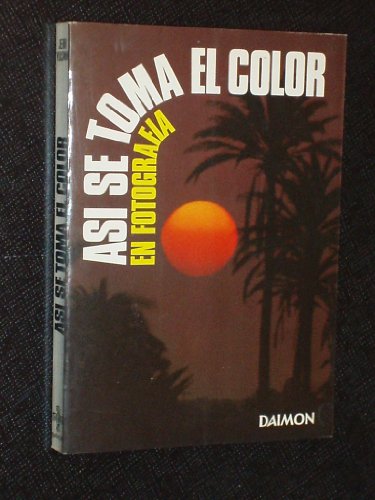 ASI SE TOMA EL COLOR
EN FOTOGRAFIA
DAIMON
ASI SE TOMA EL COLOR